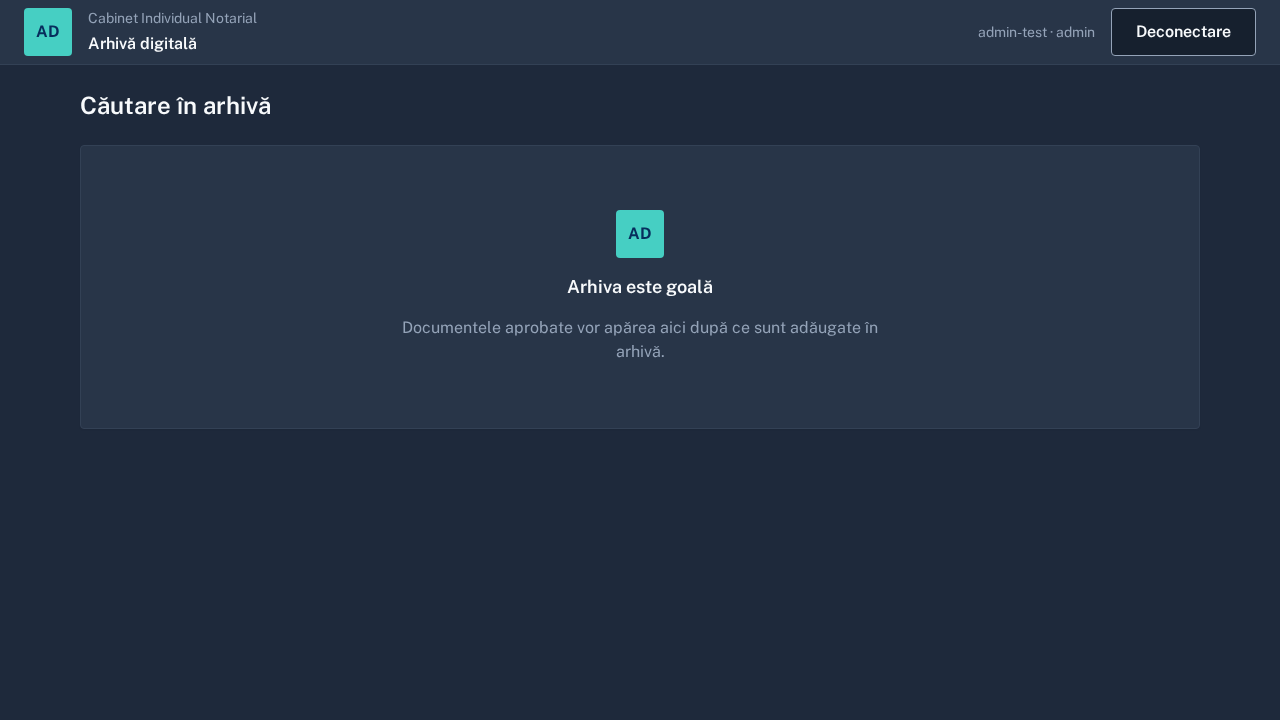 AD
Cabinet Individual Notarial
Arhivă digitală
admin-test · admin
Deconectare
Căutare în arhivă
AD
Arhiva este goală
Documentele aprobate vor apărea aici după ce sunt adăugate în
arhivă.